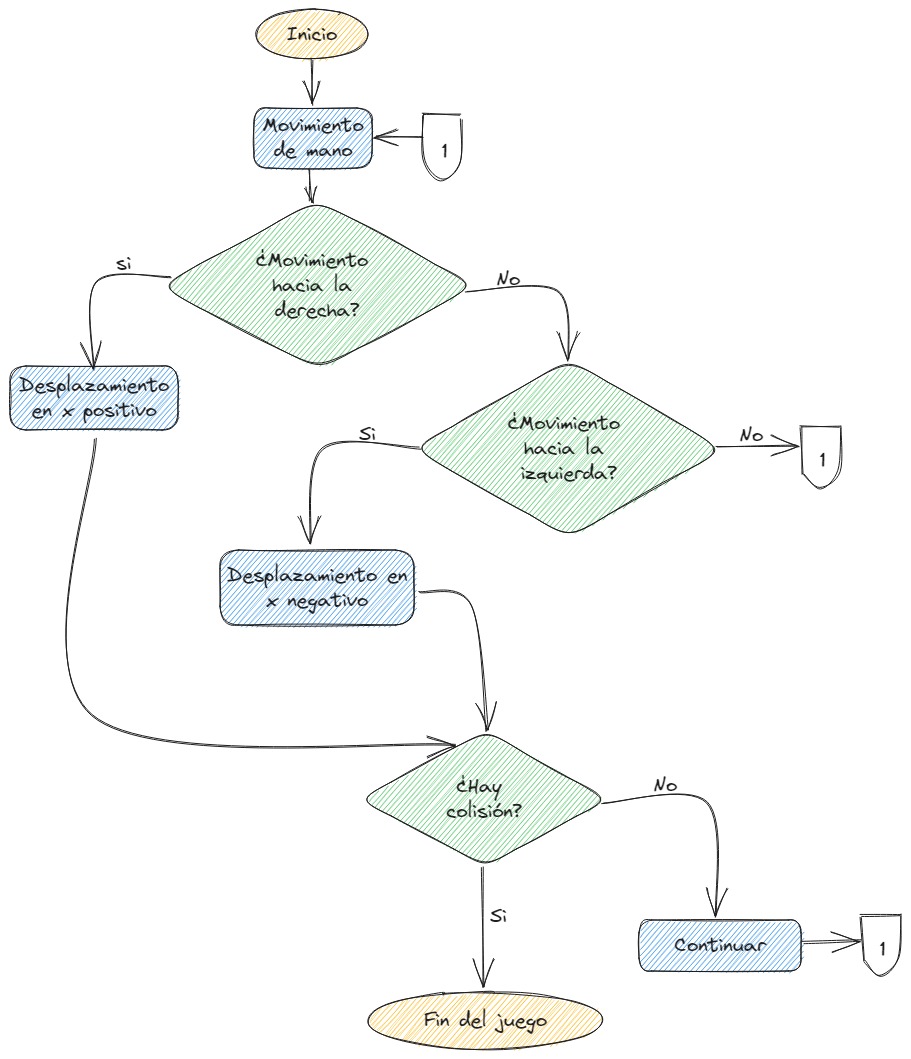 Inicio
Movimiento
de mano
1
¿Movimiento
hacia la
derecha?
si
No
Desplazamiento
en x positivo
¿Movimiento
hacia la
izquierda?
Si
No
1
Desplazamiento en
x negativo
¿Hay
colisión?
No
Si
Continuar
1
Fin del juego